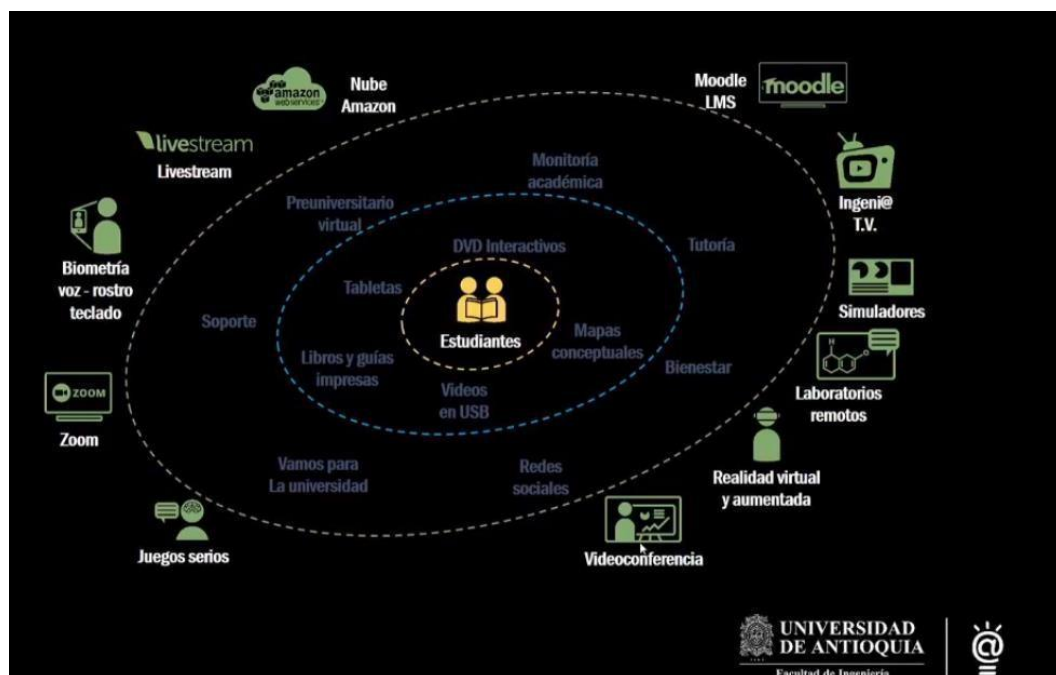 amazon
webservices
Nube
Amazon
Moodle
LMS
moodle
livestream
Livestream
Monitoría
académica
Preuniversitario
virtual
Ingeni@
T.V.
DVD Interactivos
Tutoría
Biometría
voz - rostro
teclado
Tabletas
Soporte
Estudiantes
Simuladores
Mapas
conceptuales
Libros y guías
impresas
Bienestar
Videos
en USB
Laboratorios
remotos
ZOOM
Zoom
Vamos para
La universidad
Redes
sociales
Realidad virtual
y aumentada
Juegos serios
Videoconferencia
UNIVERSIDAD
DE ANTIOQUIA
Facultad de Ingeniería